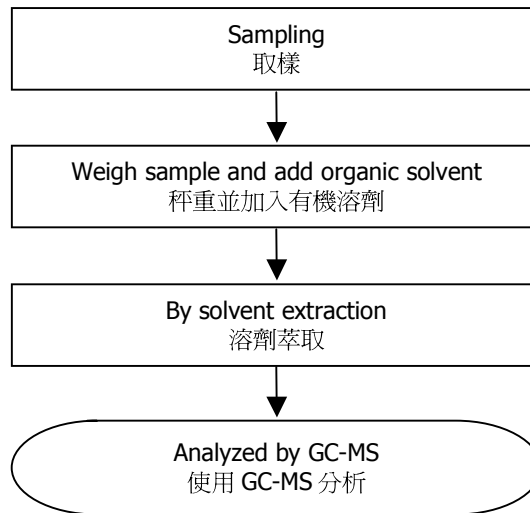 Sampling
取樣
Weigh sample and add organic solvent
秤重並加入有機溶劑
By solvent extraction
溶劑萃取
Analyzed by GC-MS
使用 GC-MS 分析